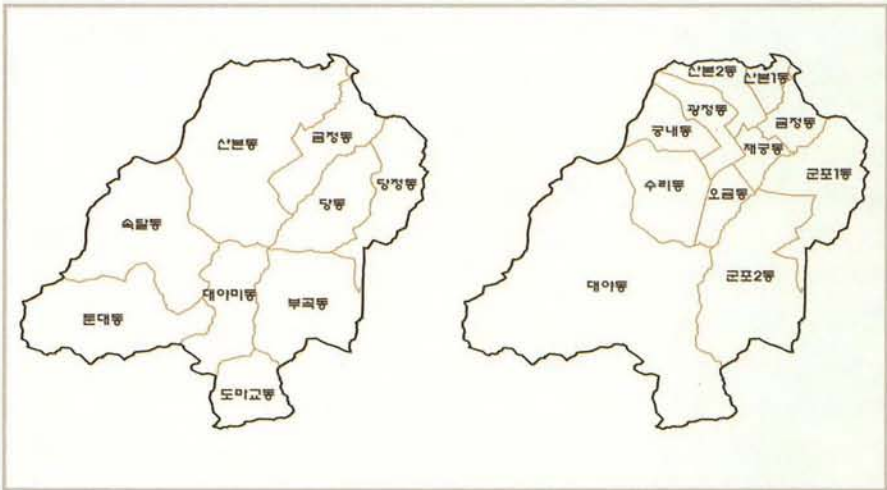 산본동
금정동
당정동
당동
속달동
대야미동
부곡동
둔대동
도마교동
산본2동
산본1동
광정동
금정동
궁내동
재궁동
군포1동
수리동
오금동
대야동
군포2동